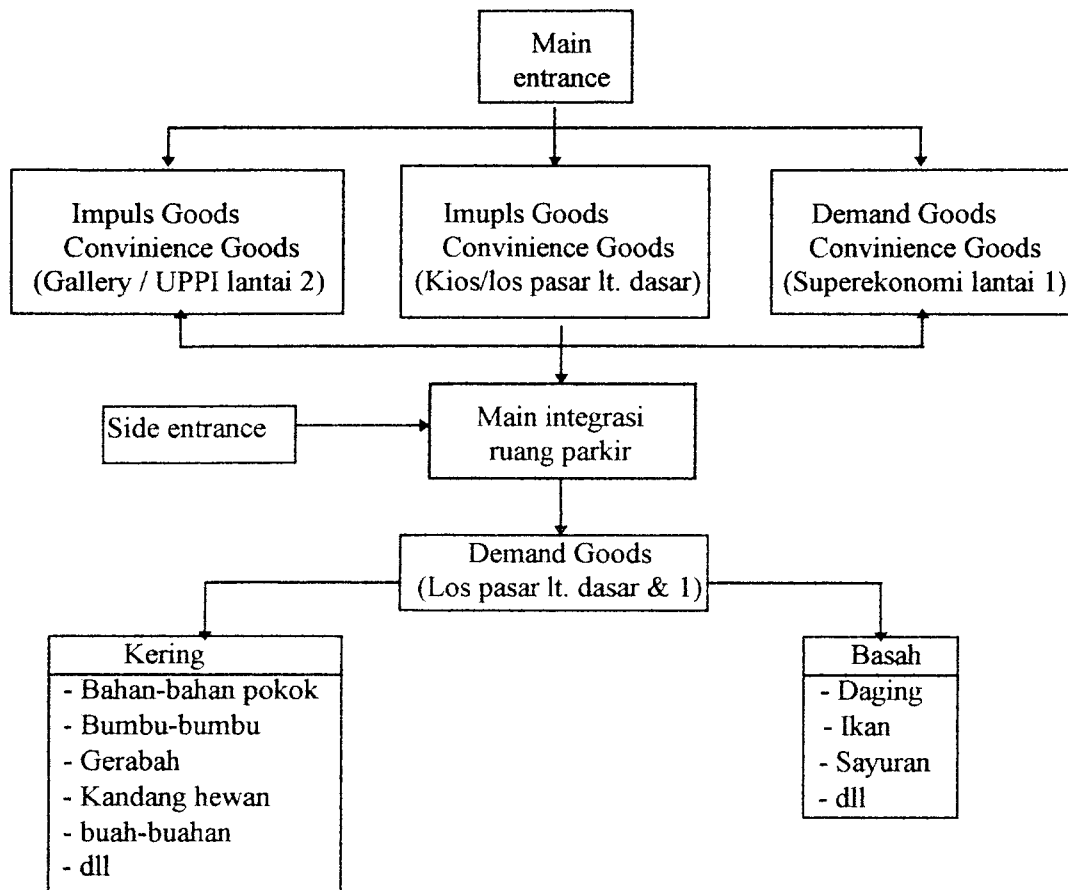 Main
entrance
Impuls Goods
Convinience Goods
(Gallery / UPPI lantai 2)
Imupls Goods
Convinience Goods
(Kios/los pasar lt. dasar)
Demand Goods
Convinience Goods
(Superekonomi lantai 1)
Side entrance
Main integrasi
ruang parkir
Demand Goods
(Los pasar lt. dasar & 1)
Kering
- Bahan-bahan pokok
- Bumbu-bumbu
- Gerabah
- Kandang hewan
- buah-buahan
- dll
Basah
- Daging
- Ikan
- Sayuran
- dll